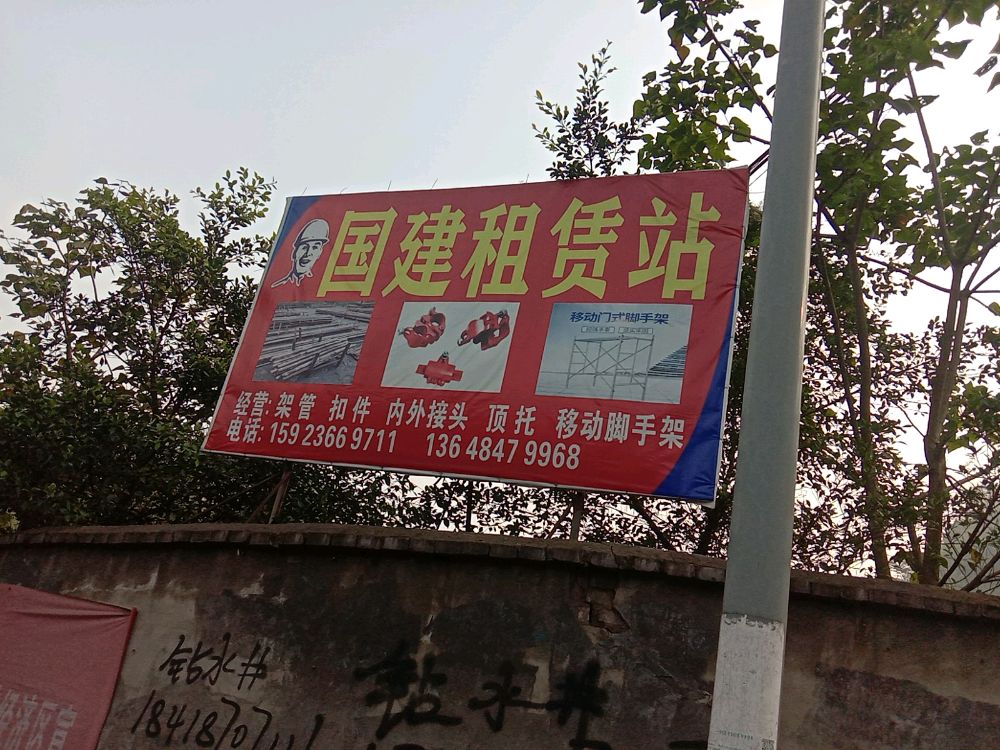 国建租赁站
移动门式脚手架
经营: 架管 扣件 内外接头 顶托 移动脚手架
电话: 159 2366 9711 136 4847 9968
钻水井
钻水井